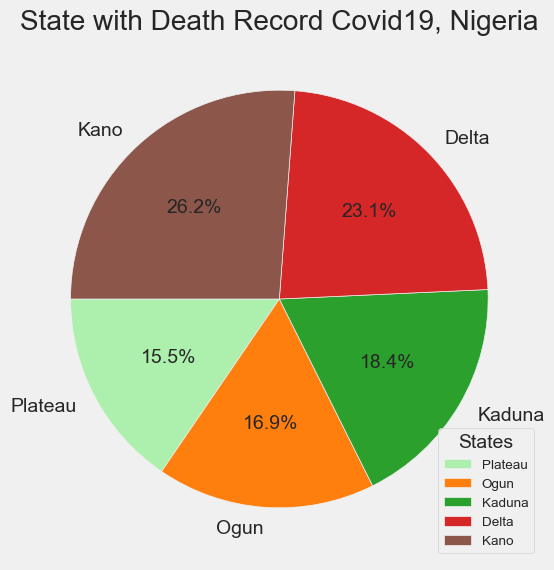 State with Death Record Covid19, Nigeria
Kano
Delta
26.2%
23.1%
15.5%
18.4%
Plateau
16.9%
Kaduna
Ogun
States
Plateau
Ogun
Kaduna
Delta
Kano